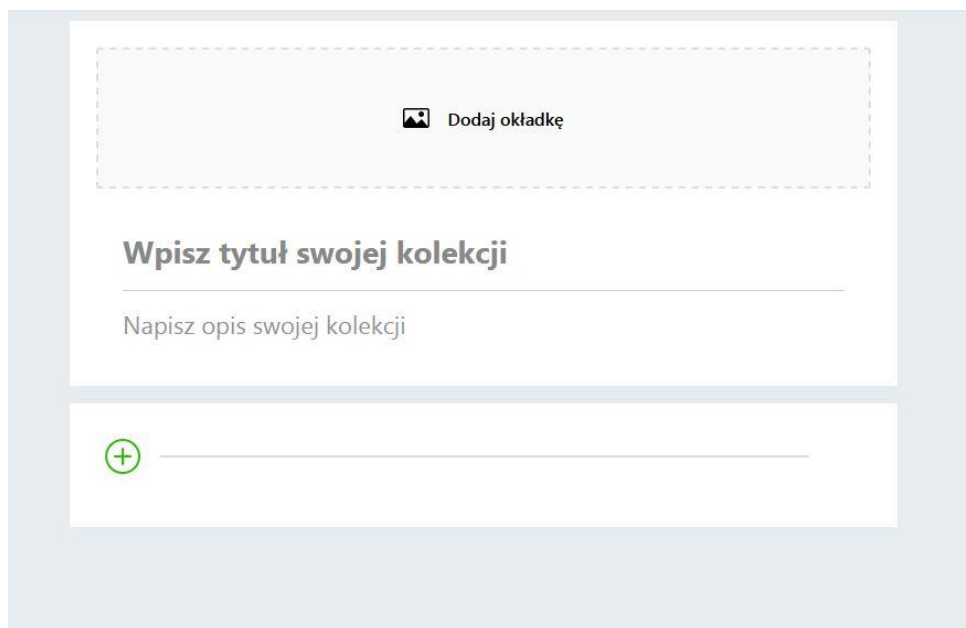 Dodaj okładkę
Wpisz tytuł swojej kolekcji
Napisz opis swojej kolekcji